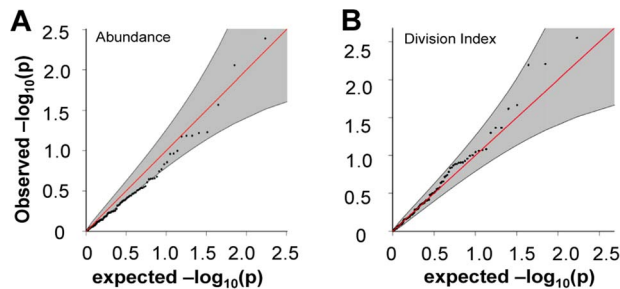 A
Abundance
Observed –log10(p)
2.5
2.0
1.5
1.0
0.5
0
0 0.5 1.0 1.5 2.0 2.5
expected –log10(p)
B
Division Index
2.5
2.0
1.5
1.0
0.5
0
0 0.5 1.0 1.5 2.0 2.5
expected –log10(p)